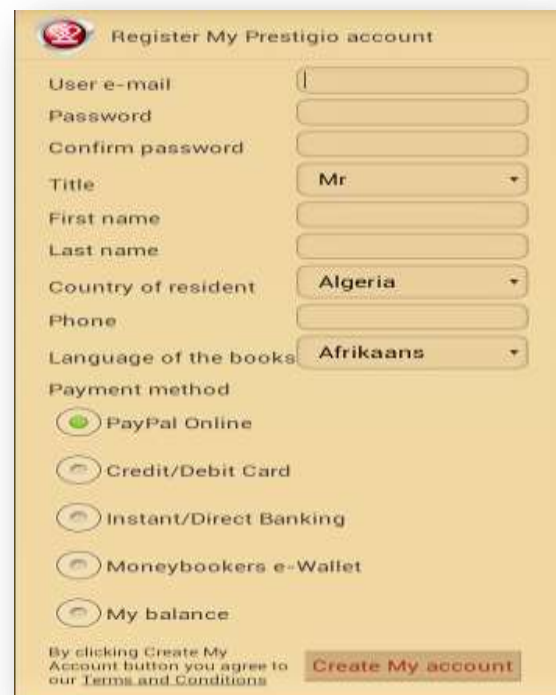 Register My Prestigio account
User e-mail
Password
Confirm password
Title Mr
First name
Last name
Country of resident Algeria
Phone
Language of the books Afrikaans
Payment method
PayPal Online
Credit/Debit Card
Instant/Direct Banking
Moneybookers e-Wallet
My balance
By clicking Create My
Account button you agree to
our Terms and Conditions
Create My account